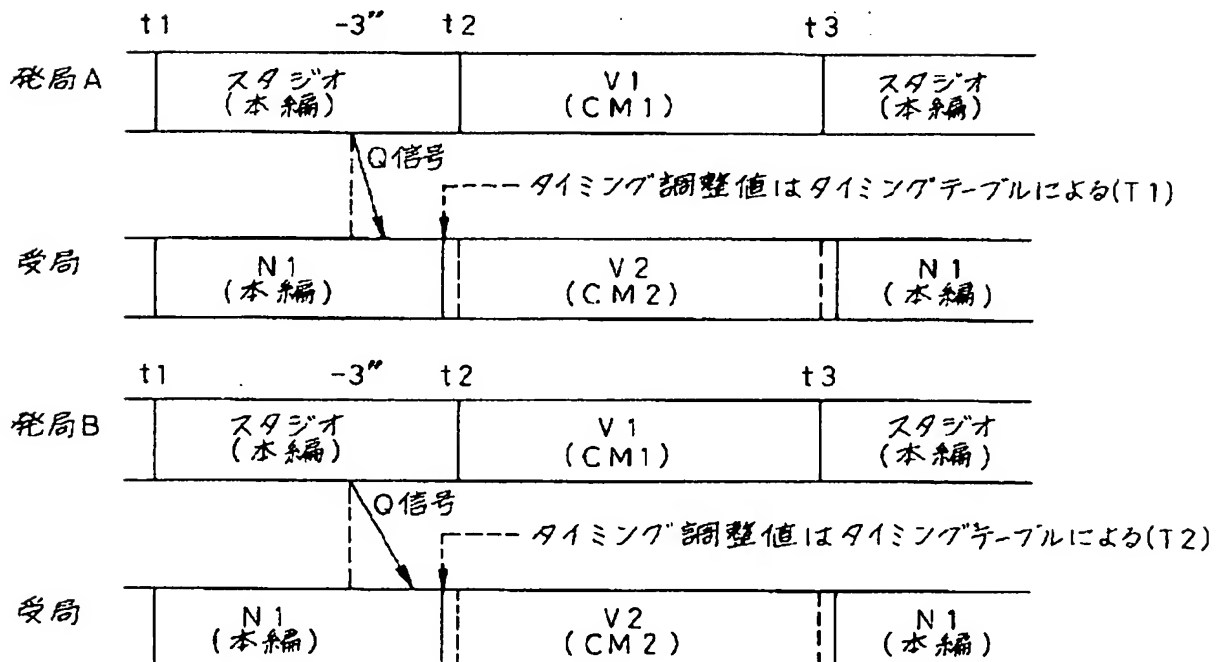 t1 -3″ t2 t3
発局A スタジオ V1 スタジオ
(本編) (CM1) (本編)
Q信号
タイミング調整値はタイミングテーブルによる(T1)
受局 N1 V2 N1
(本編) (CM2) (本編)
t1 -3″ t2 t3
発局B スタジオ V1 スタジオ
(本編) (CM1) (本編)
Q信号
タイミング調整値はタイミングテーブルによる(T2)
受局 N1 V2 N1
(本編) (CM2) (本編)